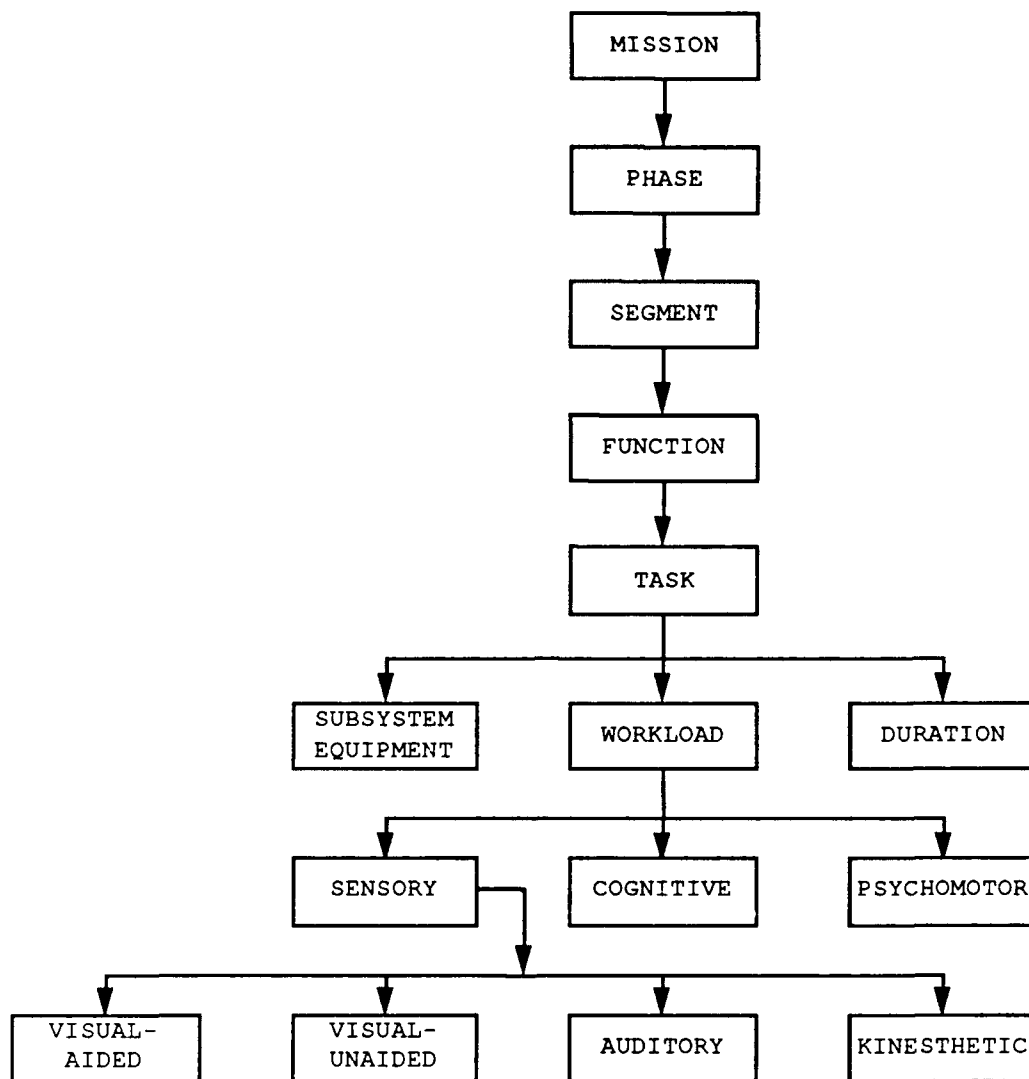 MISSION
PHASE
SEGMENT
FUNCTION
TASK
SUBSYSTEM
EQUIPMENT
WORKLOAD
DURATION
SENSORY
COGNITIVE
PSYCHOMOTOR
VISUAL-
AIDED
VISUAL-
UNAIDED
AUDITORY
KINESTHETIC